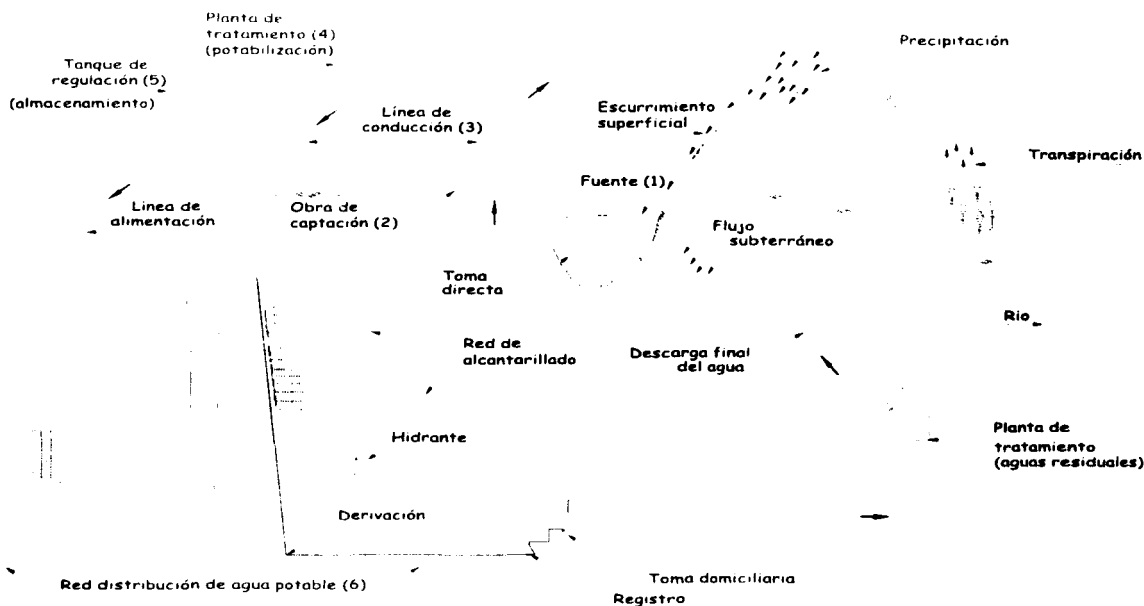 Planta de
tratamiento (4)
(potabilización)
Precipitación
Tanque de
regulación (5)
(almacenamiento)
Línea de
conducción (3)
Escurrimiento
superficial
Transpiración
Fuente (1)
Linea de
alimentación
Obra de
captación (2)
Flujo
subterráneo
Toma
directa
Rio
Red de
alcantarillado
Descarga final
del agua
Hidrante
Planta de
tratamiento
(aguas residuales)
Derivación
Red distribución de agua potable (6)
Toma domiciliaria
Registro